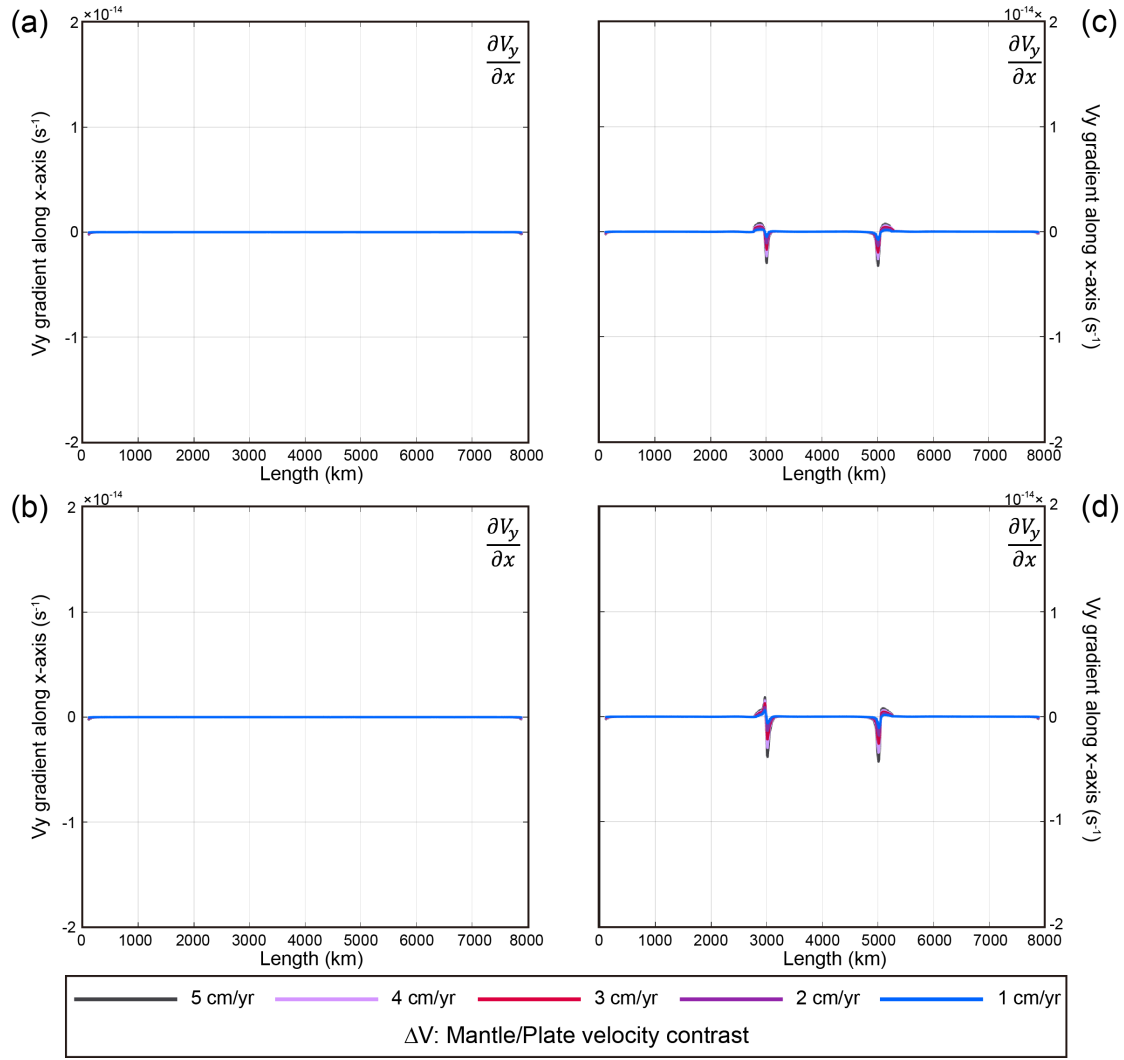 (a)
2 ×10⁻¹⁴
1
0
-1
-2
Vy gradient along x-axis (s⁻¹)
∂Vy
∂x
0 1000 2000 3000 4000 5000 6000 7000 8000
Length (km)
(c)
10⁻¹⁴× 2
1
0
-1
-2
Vy gradient along x-axis (s⁻¹)
∂Vy
∂x
0 1000 2000 3000 4000 5000 6000 7000 8000
Length (km)
(b)
2 ×10⁻¹⁴
1
0
-1
-2
Vy gradient along x-axis (s⁻¹)
∂Vy
∂x
0 1000 2000 3000 4000 5000 6000 7000 8000
Length (km)
(d)
10⁻¹⁴× 2
1
0
-1
-2
Vy gradient along x-axis (s⁻¹)
∂Vy
∂x
0 1000 2000 3000 4000 5000 6000 7000 8000
Length (km)
5 cm/yr 4 cm/yr 3 cm/yr 2 cm/yr 1 cm/yr
ΔV: Mantle/Plate velocity contrast